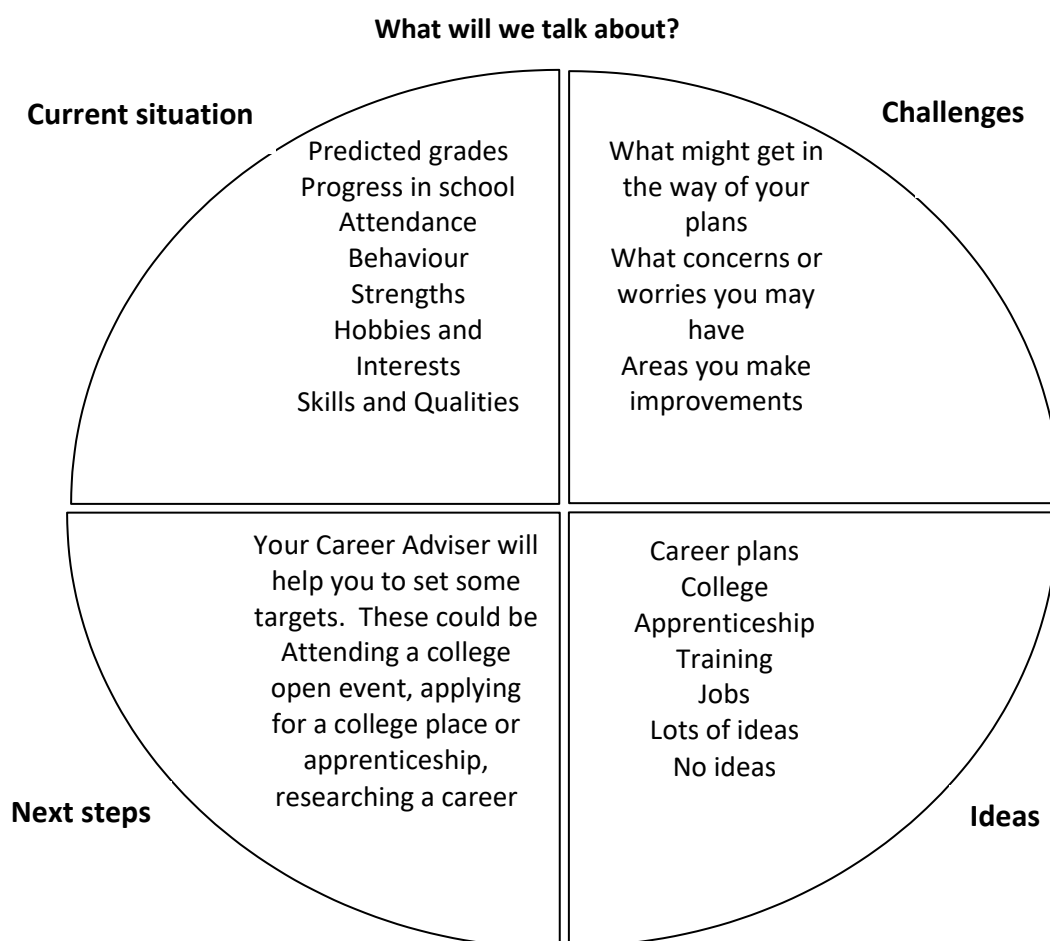 What will we talk about?
Current situation
Predicted grades
Progress in school
Attendance
Behaviour
Strengths
Hobbies and
Interests
Skills and Qualities
Challenges
What might get in
the way of your
plans
What concerns or
worries you may
have
Areas you make
improvements
Next steps
Your Career Adviser will
help you to set some
targets.  These could be
Attending a college
open event, applying
for a college place or
apprenticeship,
researching a career
Ideas
Career plans
College
Apprenticeship
Training
Jobs
Lots of ideas
No ideas